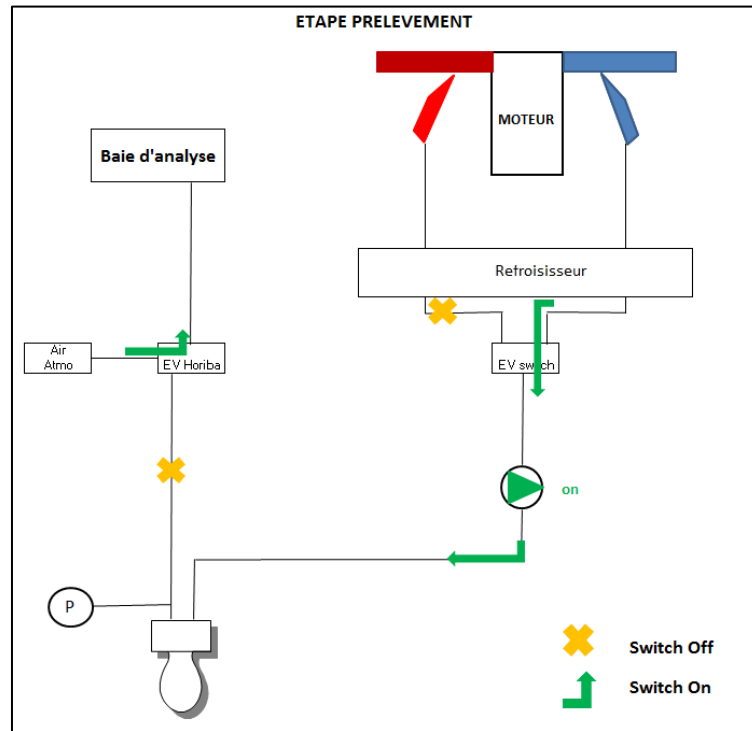 ETAPE PRELEVEMENT
MOTEUR
Baie d'analyse
Retroisisseur
Air
Atmo
EV Horiba
EV switch
on
P
Switch Off
Switch On